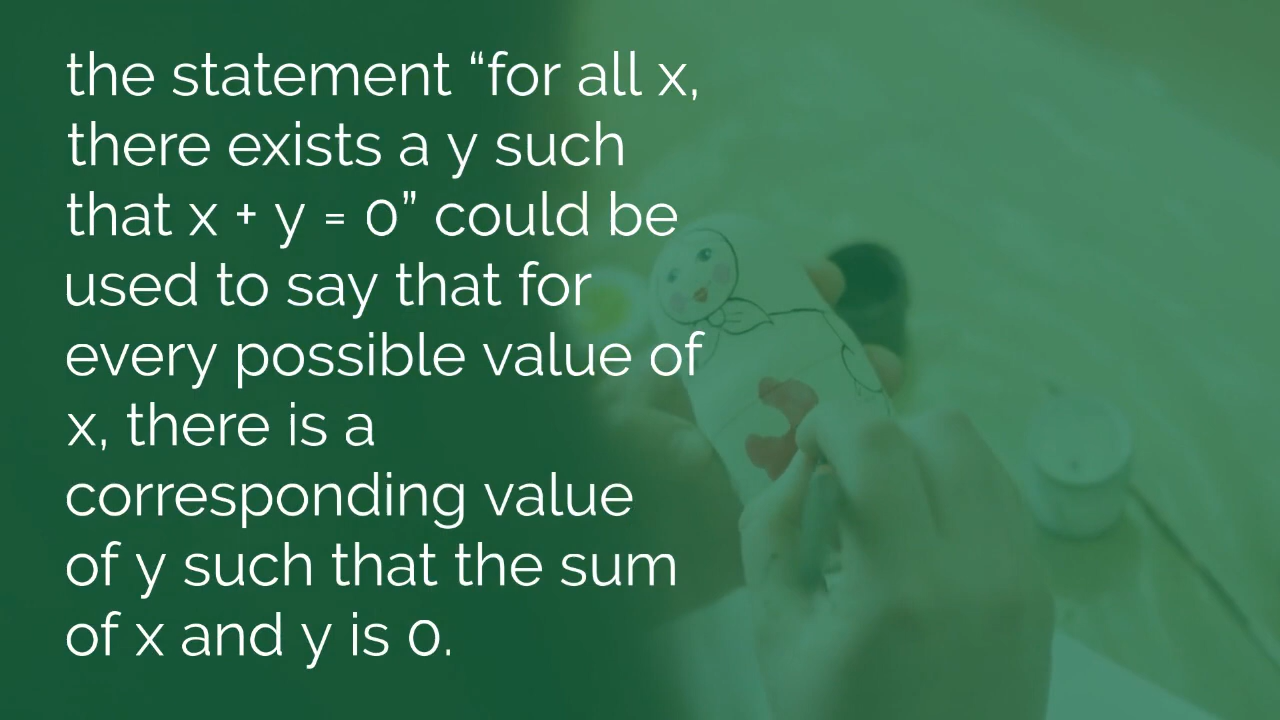 the statement “for all x,
there exists a y such
that x + y = 0” could be
used to say that for
every possible value of
x, there is a
corresponding value
of y such that the sum
of x and y is 0.